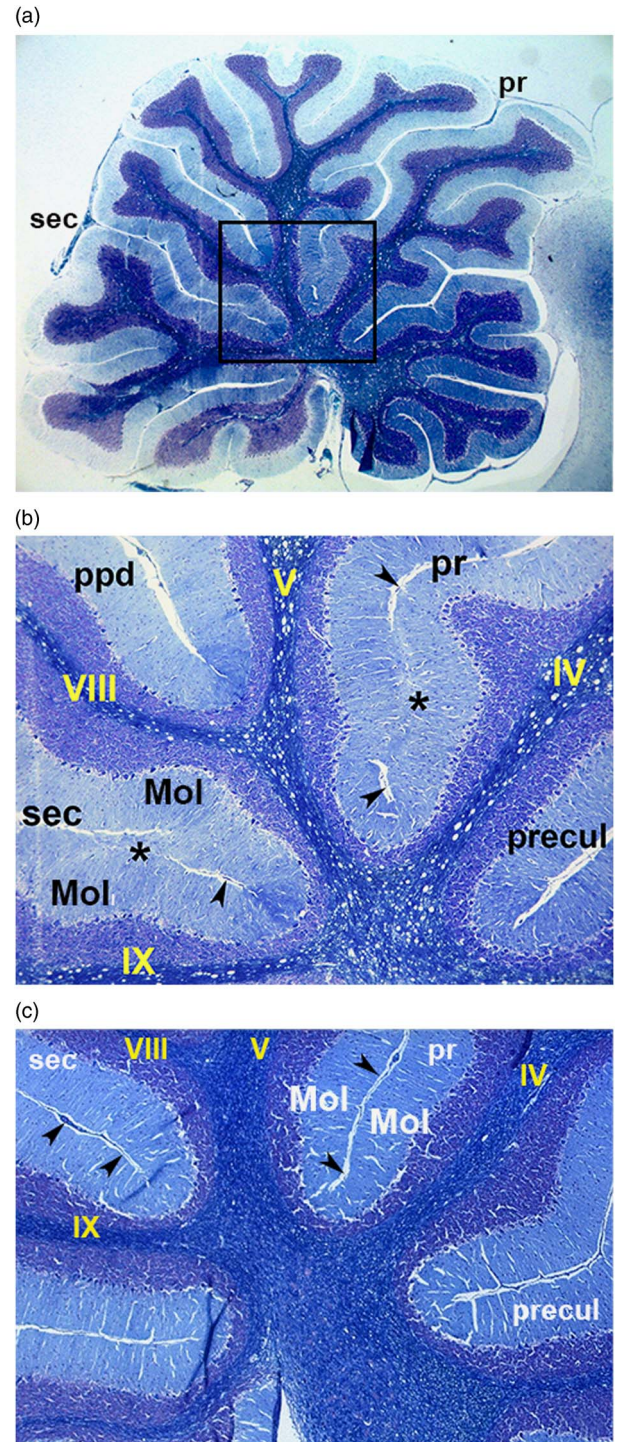 (a)
pr
sec
(b)
ppd
V
pr
VIII
IV
*
Mol
sec
*
precul
Mol
IX
(c)
sec
VIII
V
pr
IV
Mol
Mol
IX
precul